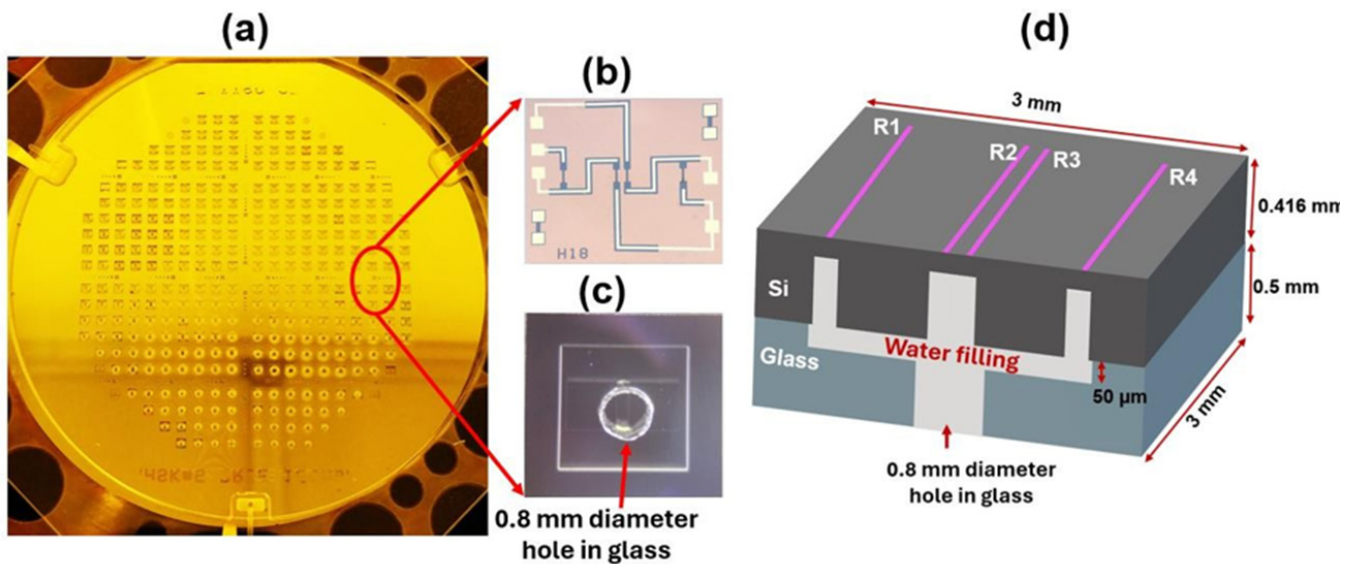 (a)
(b)
H18
(c)
0.8 mm diameter
hole in glass
(d)
3 mm
R1
R2
R3
R4
0.416 mm
0.5 mm
Si
Glass
Water filling
50 µm
3 mm
0.8 mm diameter
hole in glass